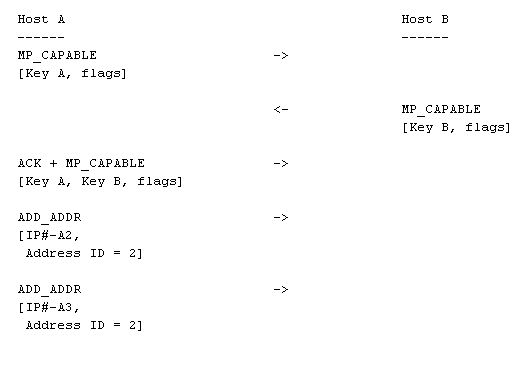 Host A Host B
------ ------
MP_CAPABLE ->
[Key A, flags]
<- MP_CAPABLE
[Key B, flags]
ACK + MP_CAPABLE ->
[Key A, Key B, flags]
ADD_ADDR ->
[IP#-A2,
Address ID = 2]
ADD_ADDR ->
[IP#-A3,
Address ID = 2]